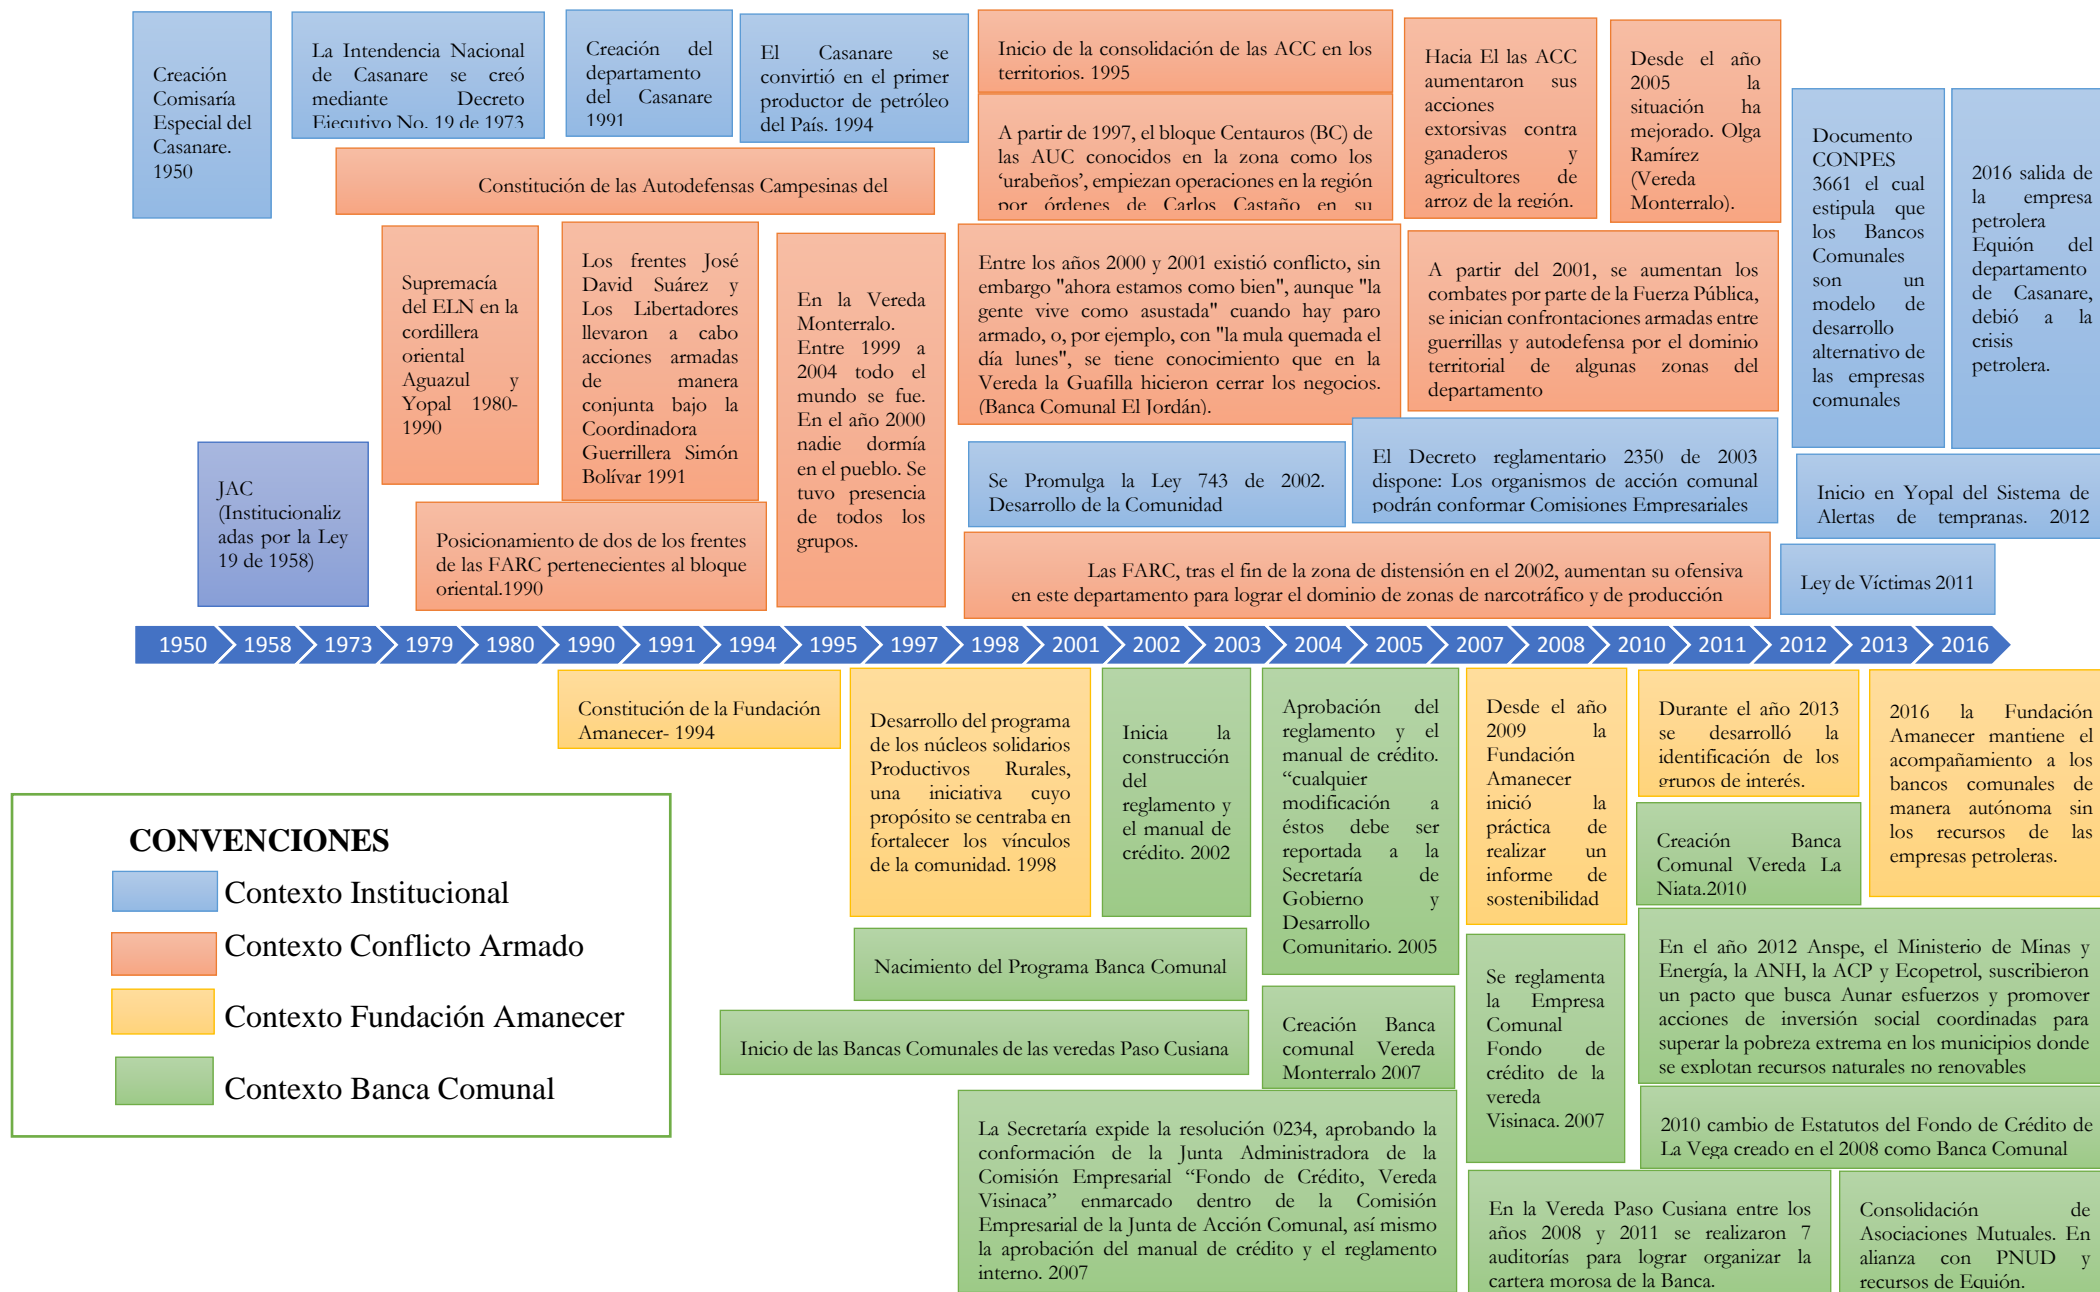 Creación
Comisaría
Especial del
Casanare.
1950
La Intendencia Nacional
de Casanare se creó
mediante Decreto
Ejecutivo No. 19 de 1973
Creación del
departamento
del Casanare
1991
El Casanare se
convirtió en el primer
productor de petróleo
del País. 1994
Inicio de la consolidación de las ACC en los
territorios. 1995
A partir de 1997, el bloque Centauros (BC) de
las AUC conocidos en la zona como los
‘urabeños’, empiezan operaciones en la región
por órdenes de Carlos Castaño en su
Hacia El las ACC
aumentaron sus
acciones
extorsivas contra
ganaderos y
agricultores de
arroz de la región.
Desde el año
2005 la
situación ha
mejorado. Olga
Ramírez
(Vereda
Monterralo).
Documento
CONPES
3661 el cual
estipula que
los Bancos
Comunales
son un
modelo de
desarrollo
alternativo de
las empresas
comunales
2016 salida de
la empresa
petrolera
Equión del
departamento
de Casanare,
debió a la
crisis
petrolera.
Constitución de las Autodefensas Campesinas del
Supremacía
del ELN en la
cordillera
oriental
Aguazul y
Yopal 1980-
1990
Los frentes José
David Suárez y
Los Libertadores
llevaron a cabo
acciones armadas
de manera
conjunta bajo la
Coordinadora
Guerrillera Simón
Bolívar 1991
En la Vereda
Monterralo.
Entre 1999 a
2004 todo el
mundo se fue.
En el año 2000
nadie dormía
en el pueblo. Se
tuvo presencia
de todos los
grupos.
Entre los años 2000 y 2001 existió conflicto, sin
embargo "ahora estamos como bien", aunque "la
gente vive como asustada" cuando hay paro
armado, o, por ejemplo, con "la mula quemada el
día lunes", se tiene conocimiento que en la
Vereda la Guafilla hicieron cerrar los negocios.
(Banca Comunal El Jordán).
A partir del 2001, se aumentan los
combates por parte de la Fuerza Pública,
se inician confrontaciones armadas entre
guerrillas y autodefensa por el dominio
territorial de algunas zonas del
departamento
JAC
(Institucionaliz
adas por la Ley
19 de 1958)
Posicionamiento de dos de los frentes
de las FARC pertenecientes al bloque
oriental.1990
Se Promulga la Ley 743 de 2002.
Desarrollo de la Comunidad
El Decreto reglamentario 2350 de 2003
dispone: Los organismos de acción comunal
podrán conformar Comisiones Empresariales
Inicio en Yopal del Sistema de
Alertas de tempranas. 2012
Las FARC, tras el fin de la zona de distensión en el 2002, aumentan su ofensiva
en este departamento para lograr el dominio de zonas de narcotráfico y de producción
Ley de Víctimas 2011
1950 1958 1973 1979 1980 1990 1991 1994 1995 1997 1998 2001 2002 2003 2004 2005 2007 2008 2010 2011 2012 2013 2016
Constitución de la Fundación
Amanecer- 1994
Desarrollo del programa
de los núcleos solidarios
Productivos Rurales,
una iniciativa cuyo
propósito se centraba en
fortalecer los vínculos
de la comunidad. 1998
Inicia la
construcción
del
reglamento y
el manual de
crédito. 2002
Aprobación del
reglamento y el
manual de crédito.
“cualquier
modificación a
éstos debe ser
reportada a la
Secretaría de
Gobierno y
Desarrollo
Comunitario. 2005
Desde el año
2009 la
Fundación
Amanecer
inició la
práctica de
realizar un
informe de
sostenibilidad
Durante el año 2013
se desarrolló la
identificación de los
grupos de interés.
2016 la Fundación
Amanecer mantiene el
acompañamiento a los
bancos comunales de
manera autónoma sin
los recursos de las
empresas petroleras.
Creación Banca
Comunal Vereda La
Niata.2010
CONVENCIONES
Contexto Institucional
Contexto Conflicto Armado
Contexto Fundación Amanecer
Contexto Banca Comunal
Nacimiento del Programa Banca Comunal
Inicio de las Bancas Comunales de las veredas Paso Cusiana
Creación Banca
comunal Vereda
Monterralo 2007
Se reglamenta
la Empresa
Comunal
Fondo de
crédito de la
vereda
Visinaca. 2007
En el año 2012 Anspe, el Ministerio de Minas y
Energía, la ANH, la ACP y Ecopetrol, suscribieron
un pacto que busca Aunar esfuerzos y promover
acciones de inversión social coordinadas para
superar la pobreza extrema en los municipios donde
se explotan recursos naturales no renovables
2010 cambio de Estatutos del Fondo de Crédito de
La Vega creado en el 2008 como Banca Comunal
La Secretaría expide la resolución 0234, aprobando la
conformación de la Junta Administradora de la
Comisión Empresarial “Fondo de Crédito, Vereda
Visinaca” enmarcado dentro de la Comisión
Empresarial de la Junta de Acción Comunal, así mismo
la aprobación del manual de crédito y el reglamento
interno. 2007
En la Vereda Paso Cusiana entre los
años 2008 y 2011 se realizaron 7
auditorías para lograr organizar la
cartera morosa de la Banca.
Consolidación de
Asociaciones Mutuales. En
alianza con PNUD y
recursos de Equión.